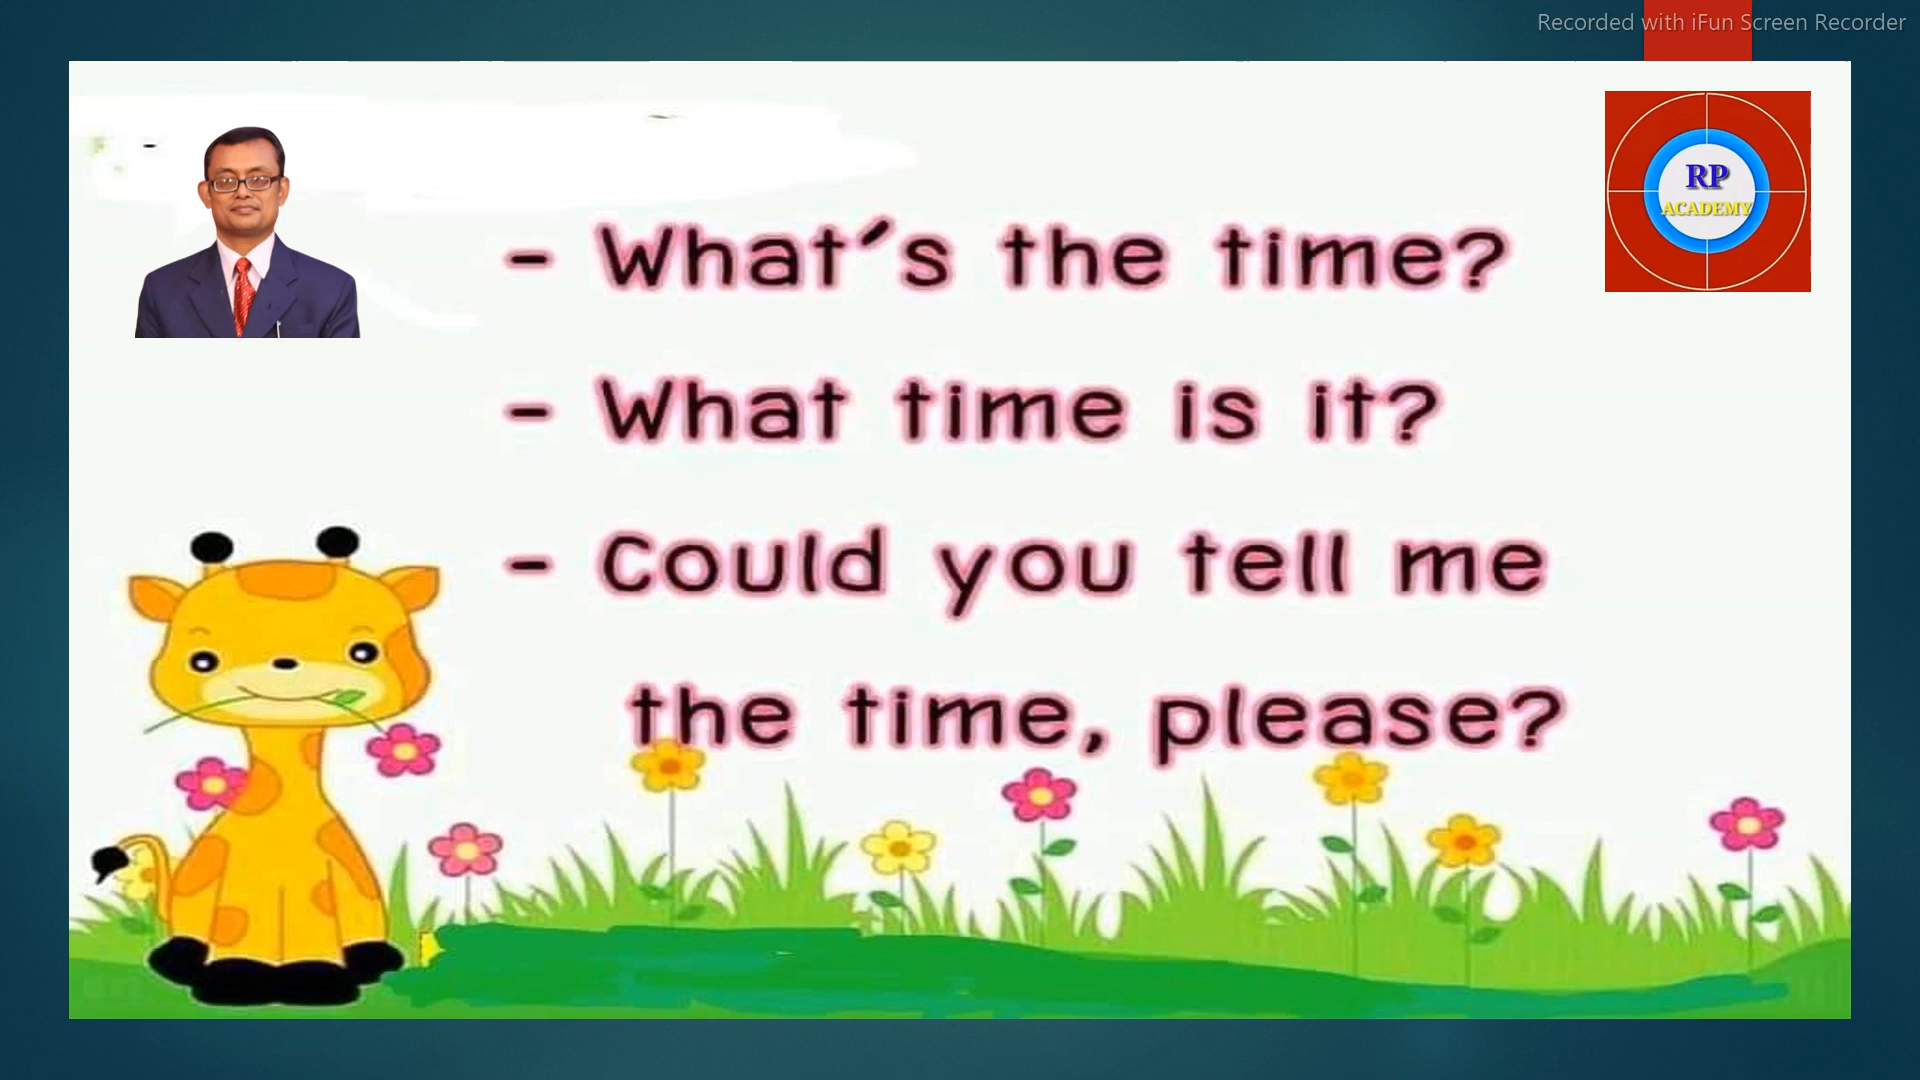 Recorded with iFun Screen Recorder
RP
ACADEMY
- What's the time?
- What time is it?
- Could you tell me
the time, please?